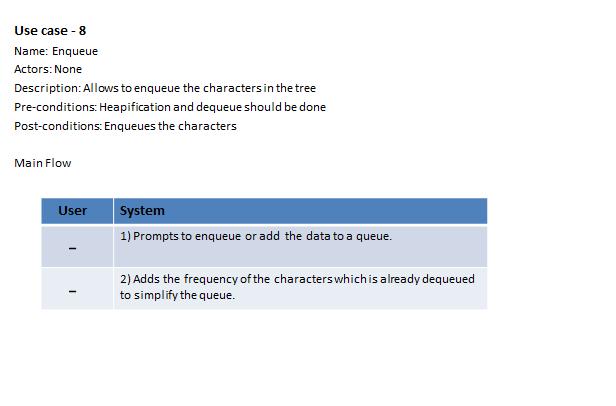 Use case - 8
Name: Enqueue
Actors: None
Description: Allows to enqueue the characters in the tree
Pre-conditions: Heapification and dequeue should be done
Post-conditions: Enqueues the characters
Main Flow
User System
– 1) Prompts to enqueue or add the data to a queue.
– 2) Adds the frequency of the characters which is already dequeued
to simplify the queue.